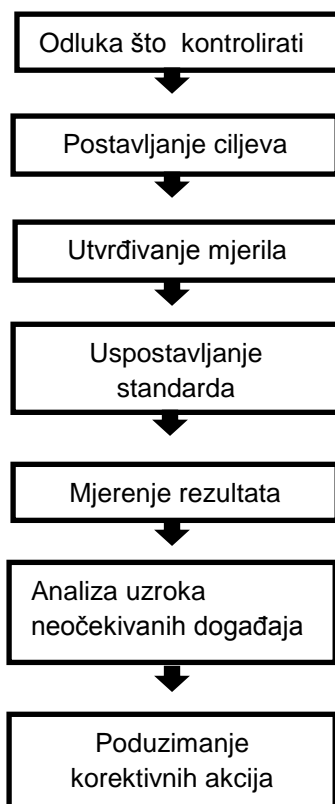 Odluka što kontrolirati
Postavljanje ciljeva
Utvrđivanje mjerila
Uspostavljanje
standarda
Mjerenje rezultata
Analiza uzroka
neočekivanih događaja
Poduzimanje
korektivnih akcija